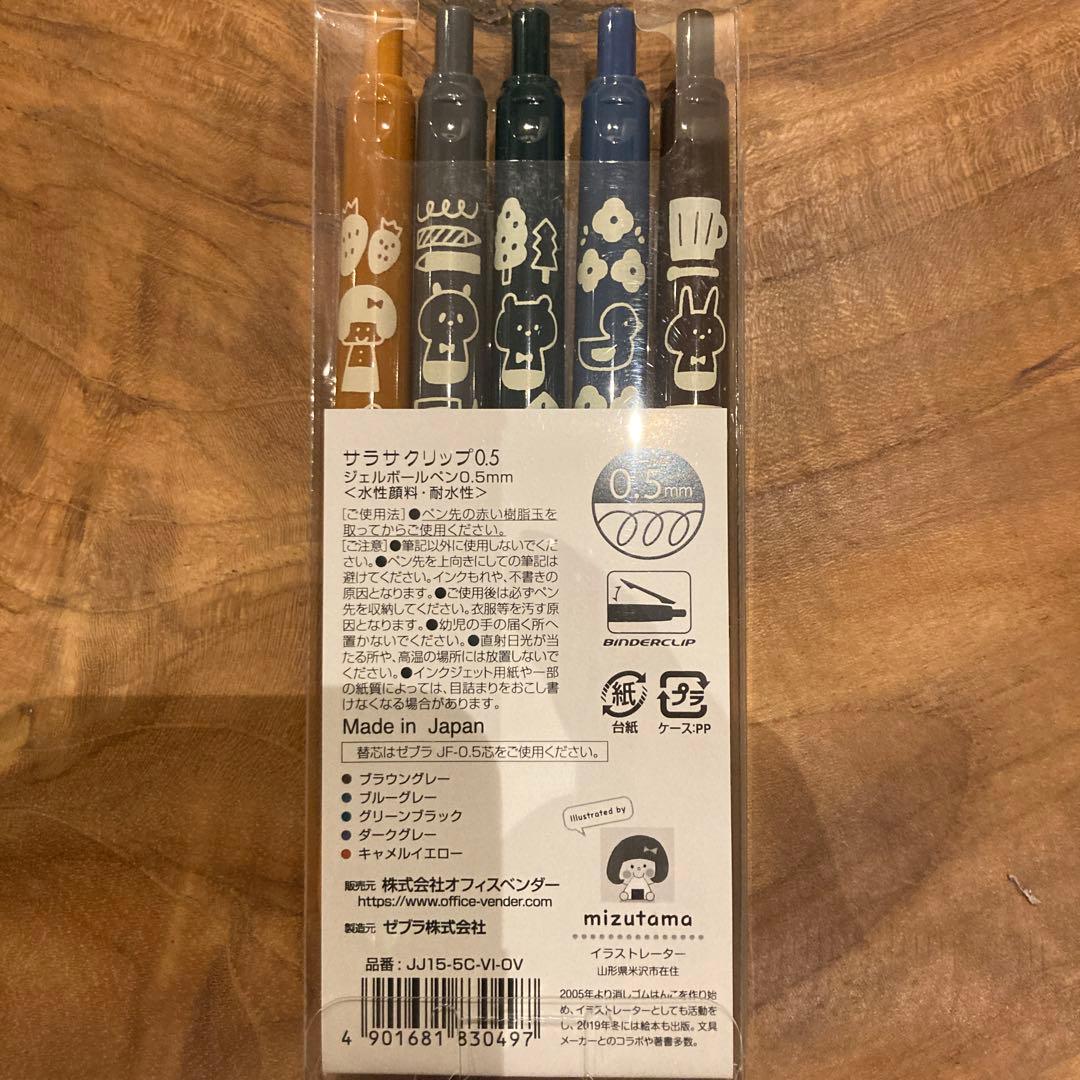 サラサクリップ0.5
ジェルボールペン0.5mm
<水性顔料・耐水性>
[ご使用法]●ペン先の赤い樹脂玉を
取ってからご使用ください。
[ご注意]●筆記以外に使用しないでくだ
さい。●ペン先を上向きにしての筆記は
避けてください。インクもれや、不書きの
原因となります。●ご使用後は必ずペン
先を収納してください。衣服等を汚す原
因となります。●幼児の手の届く所へ
置かないでください。●直射日光が当
たる所や、高温の場所には放置しないで
ください。●インクジェット用紙や一部
の紙質によっては、目詰まりをおこし書
けなくなる場合があります。
Made in Japan
替芯はゼブラ JF-0.5芯をご使用ください。
●ブラウングレー
●ブルーグレー
●グリーンブラック
●ダークグレー
●キャメルイエロー
販売元 株式会社オフィスベンダー
https://www.office-vender.com
製造元 ゼブラ株式会社
品番:JJ15-5C-VI-OV
4 901681 830497
0.5mm
BINDERCLIP
紙
台紙
プラ
ケース:PP
Illustrated by
mizutama
イラストレーター
山形県米沢市在住
2005年より消しゴムはんこを作り始
め、イラストレーターとしても活動を
し、2019年冬には絵本も出版。文具
メーカーとのコラボや著書多数。